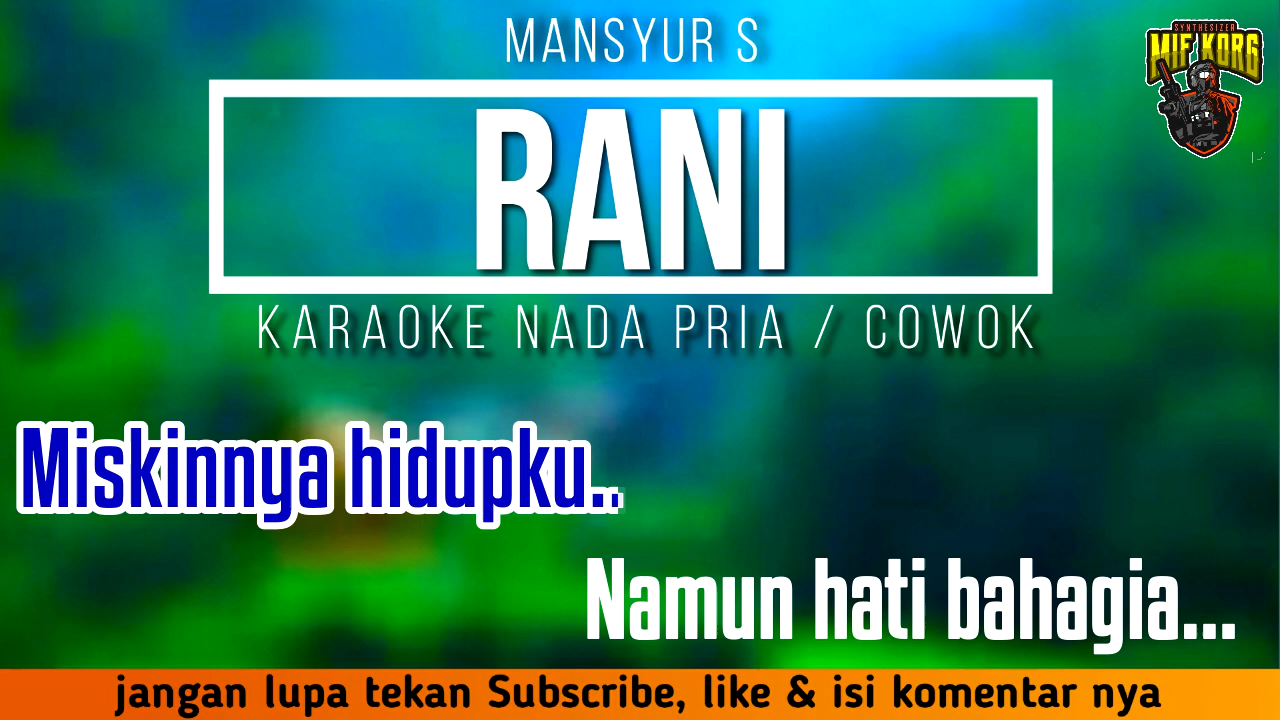 MANSYUR S
SYNTHESIZER
MIF KORG
RANI
KARAOKE NADA PRIA / COWOK
Miskinnya hidupku..
Namun hati bahagia...
jangan lupa tekan Subscribe, like & isi komentar nya